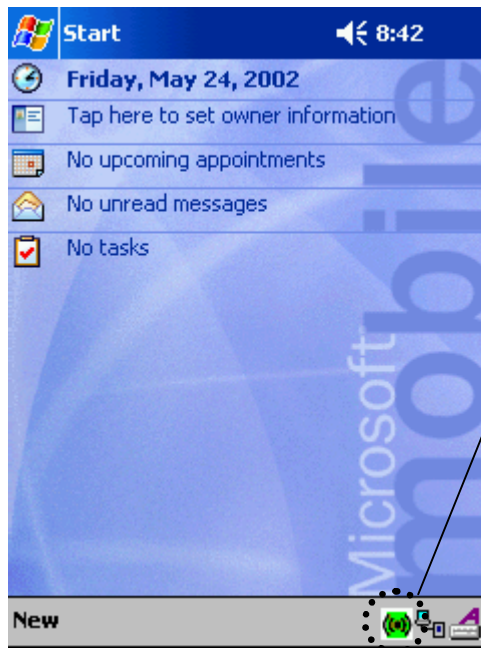 Start 8:42
Friday, May 24, 2002
Tap here to set owner information
No upcoming appointments
No unread messages
No tasks
Microsoft
mobile
New